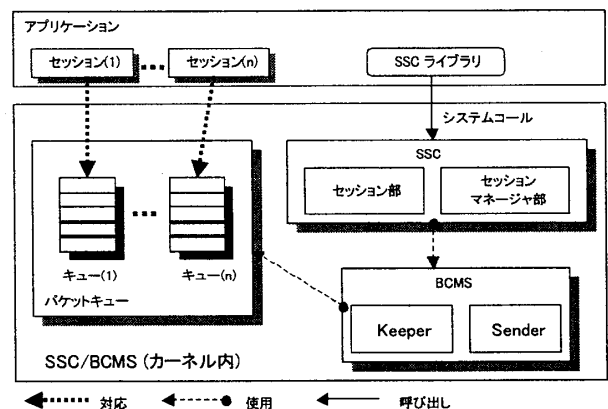 アプリケーション
セッション(1)
セッション(n)
SSC ライブラリ
システムコール
SSC
セッション部
セッション
マネージャ部
キュー(1)
キュー(n)
パケットキュー
BCMS
Keeper
Sender
SSC/BCMS (カーネル内)
対応
使用
呼び出し